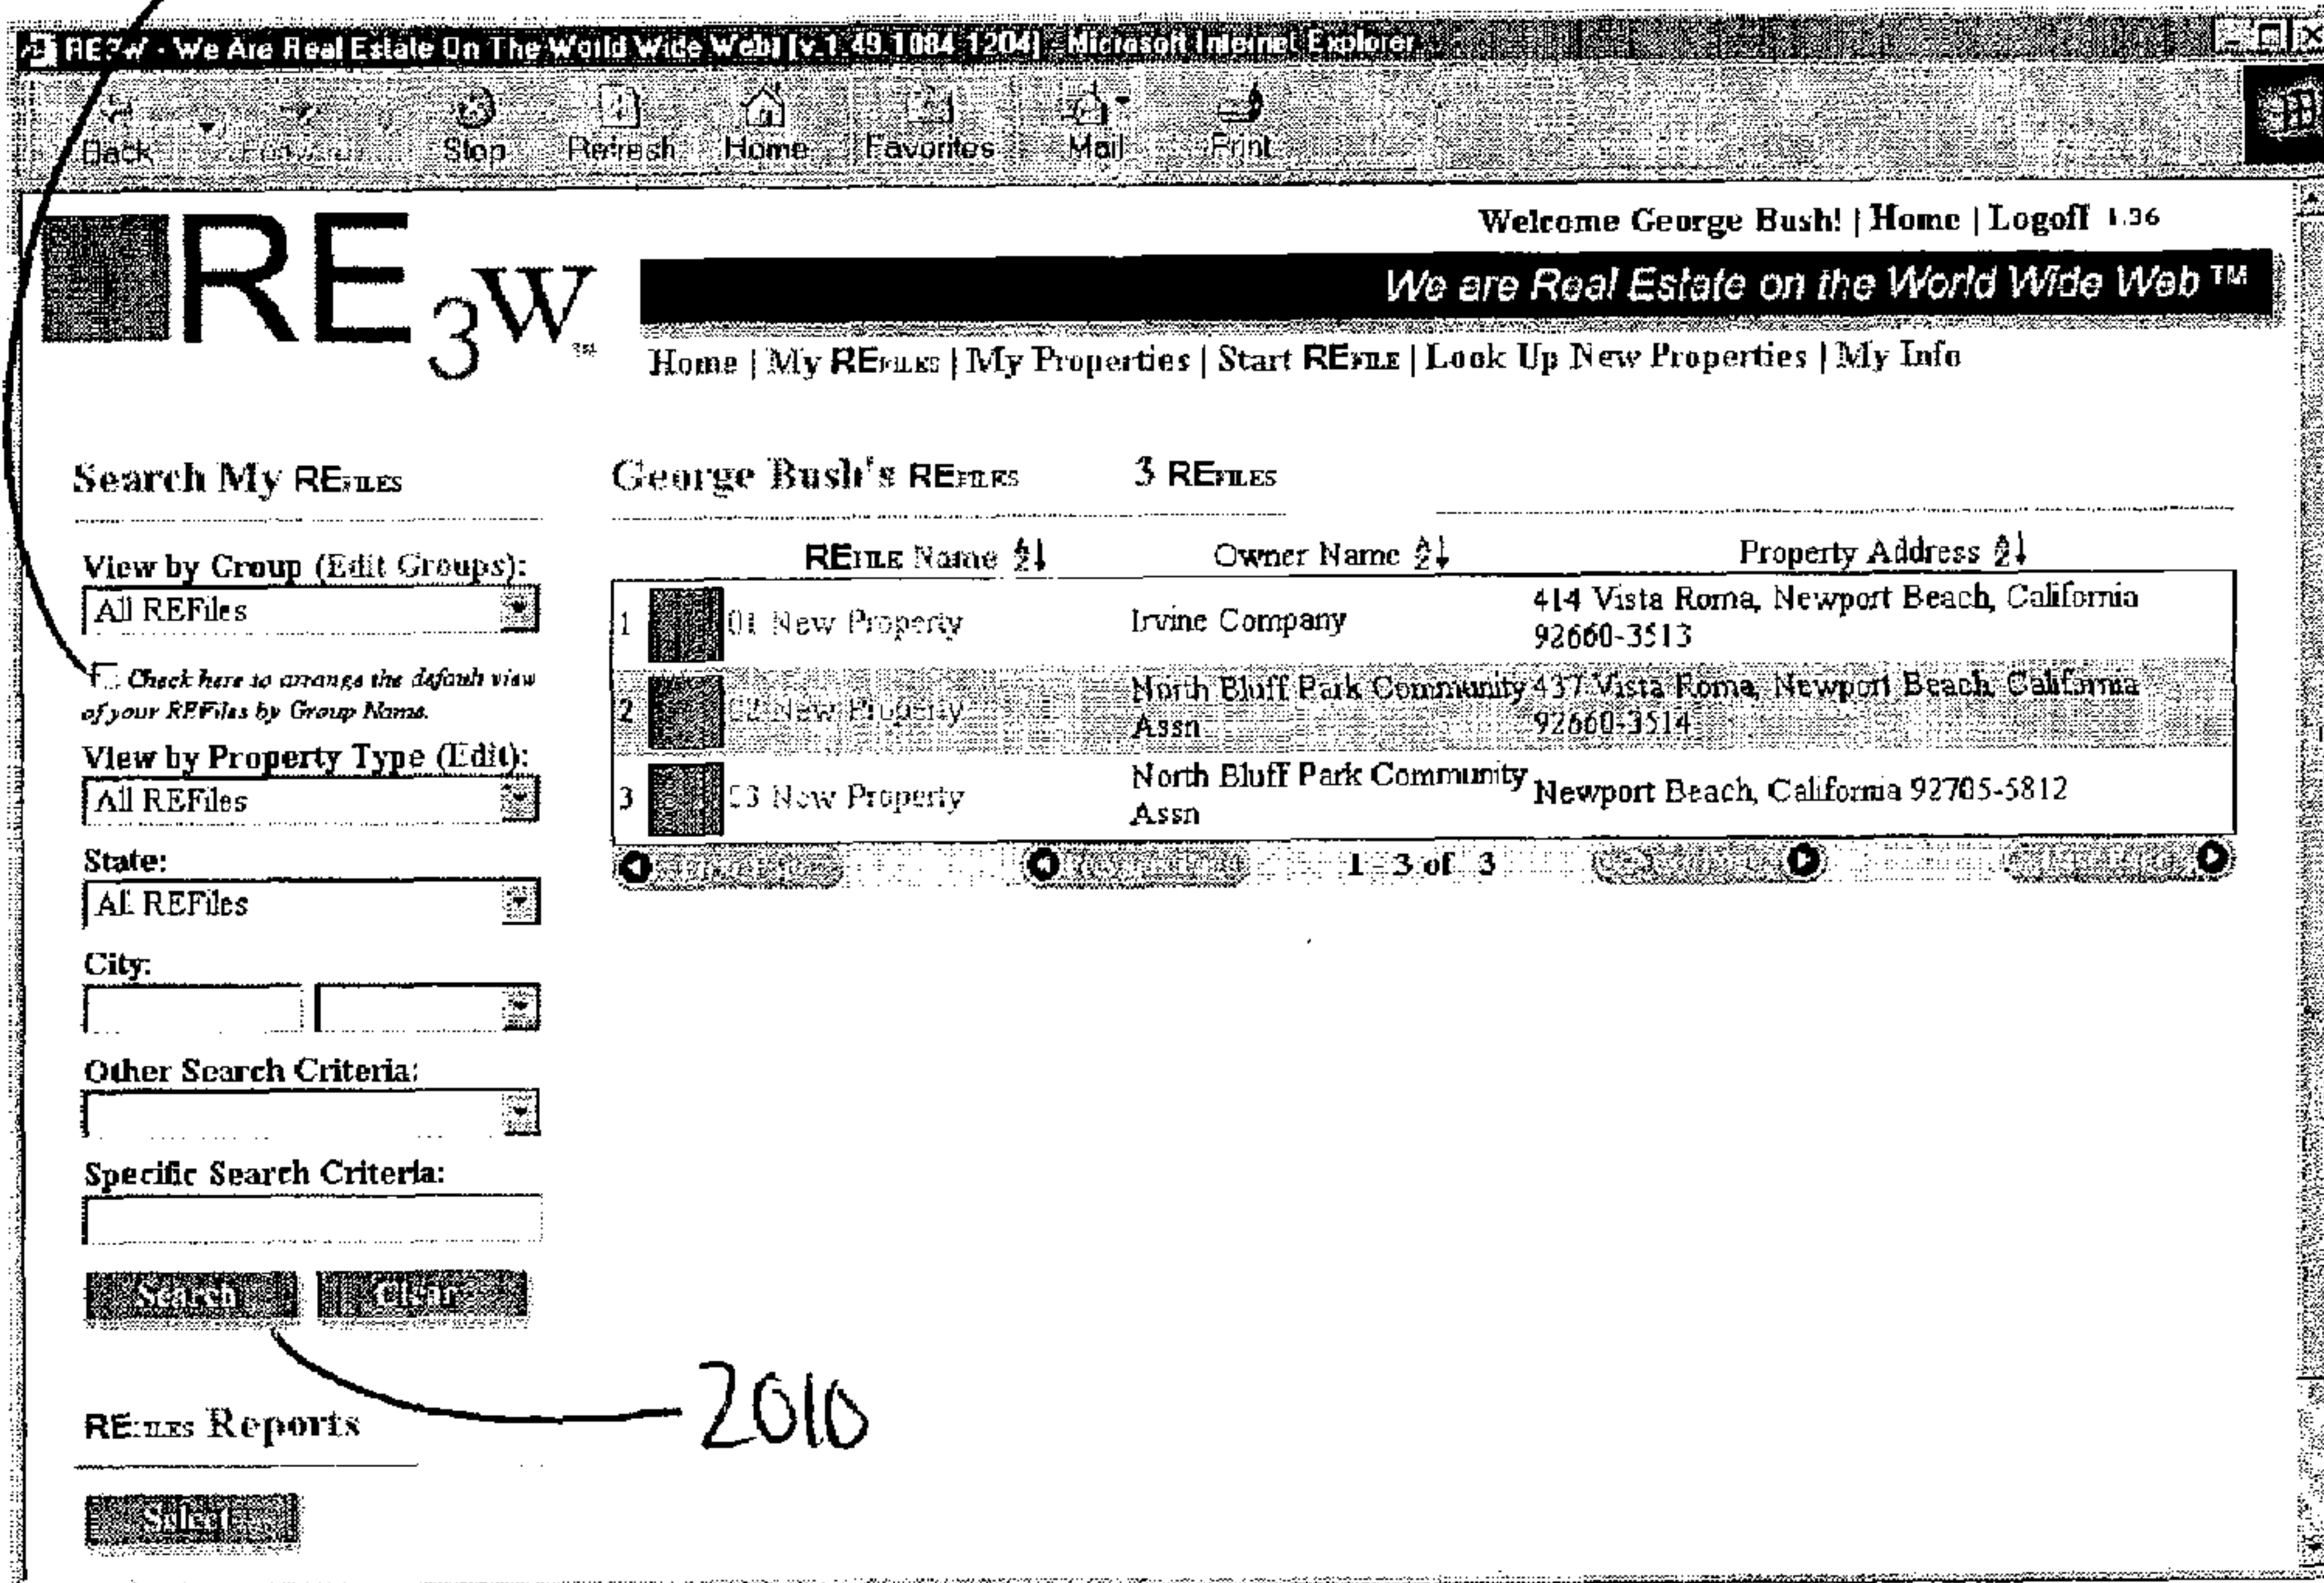 RE3W - We Are Real Estate On The World Wide Web! [v.1.49.1084.1204] - Microsoft Internet Explorer
Back Forward Stop Refresh Home Favorites Mail Print
Welcome George Bush! | Home | Logoff 1.36
RE3W TM
We are Real Estate on the World Wide Web ™
Home | My REFILES | My Properties | Start REFILE | Look Up New Properties | My Info
Search My REFILES
View by Group (Edit Groups):
All REFiles
Check here to arrange the default view
of your REFiles by Group Name.
View by Property Type (Edit):
All REFiles
State:
All REFiles
City:
Other Search Criteria:
Specific Search Criteria:
Search Clear
2010
REFILES Reports
Select
George Bush's REFILES 3 REFILES
REFILE Name Owner Name Property Address
1 01 New Property Irvine Company 414 Vista Roma, Newport Beach, California
92660-3513
2 02 New Property North Bluff Park Community 437 Vista Roma, Newport Beach, California
Assn 92660-3514
3 03 New Property North Bluff Park Community Newport Beach, California 92705-5812
Assn
1 - 3 of 3